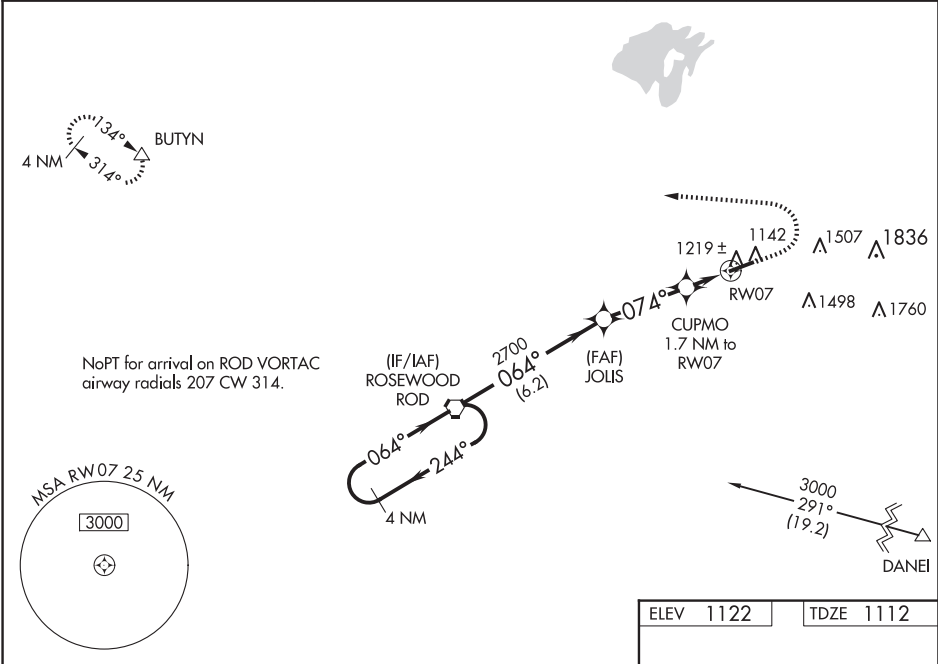 134°
BUTYN
4 NM
314°
1142
1507
1836
1219 ±
RW07
074°
1498
1760
CUPMO
1.7 NM to
RW07
NoPT for arrival on ROD VORTAC
airway radials 207 CW 314.
(IF/IAF)
ROSEWOOD
ROD
2700
064°
(6.2)
(FAF)
JOLIS
064°
244°
4 NM
MSA RW07 25 NM
3000
3000
291°
(19.2)
DANEI
ELEV 1122
TDZE 1112